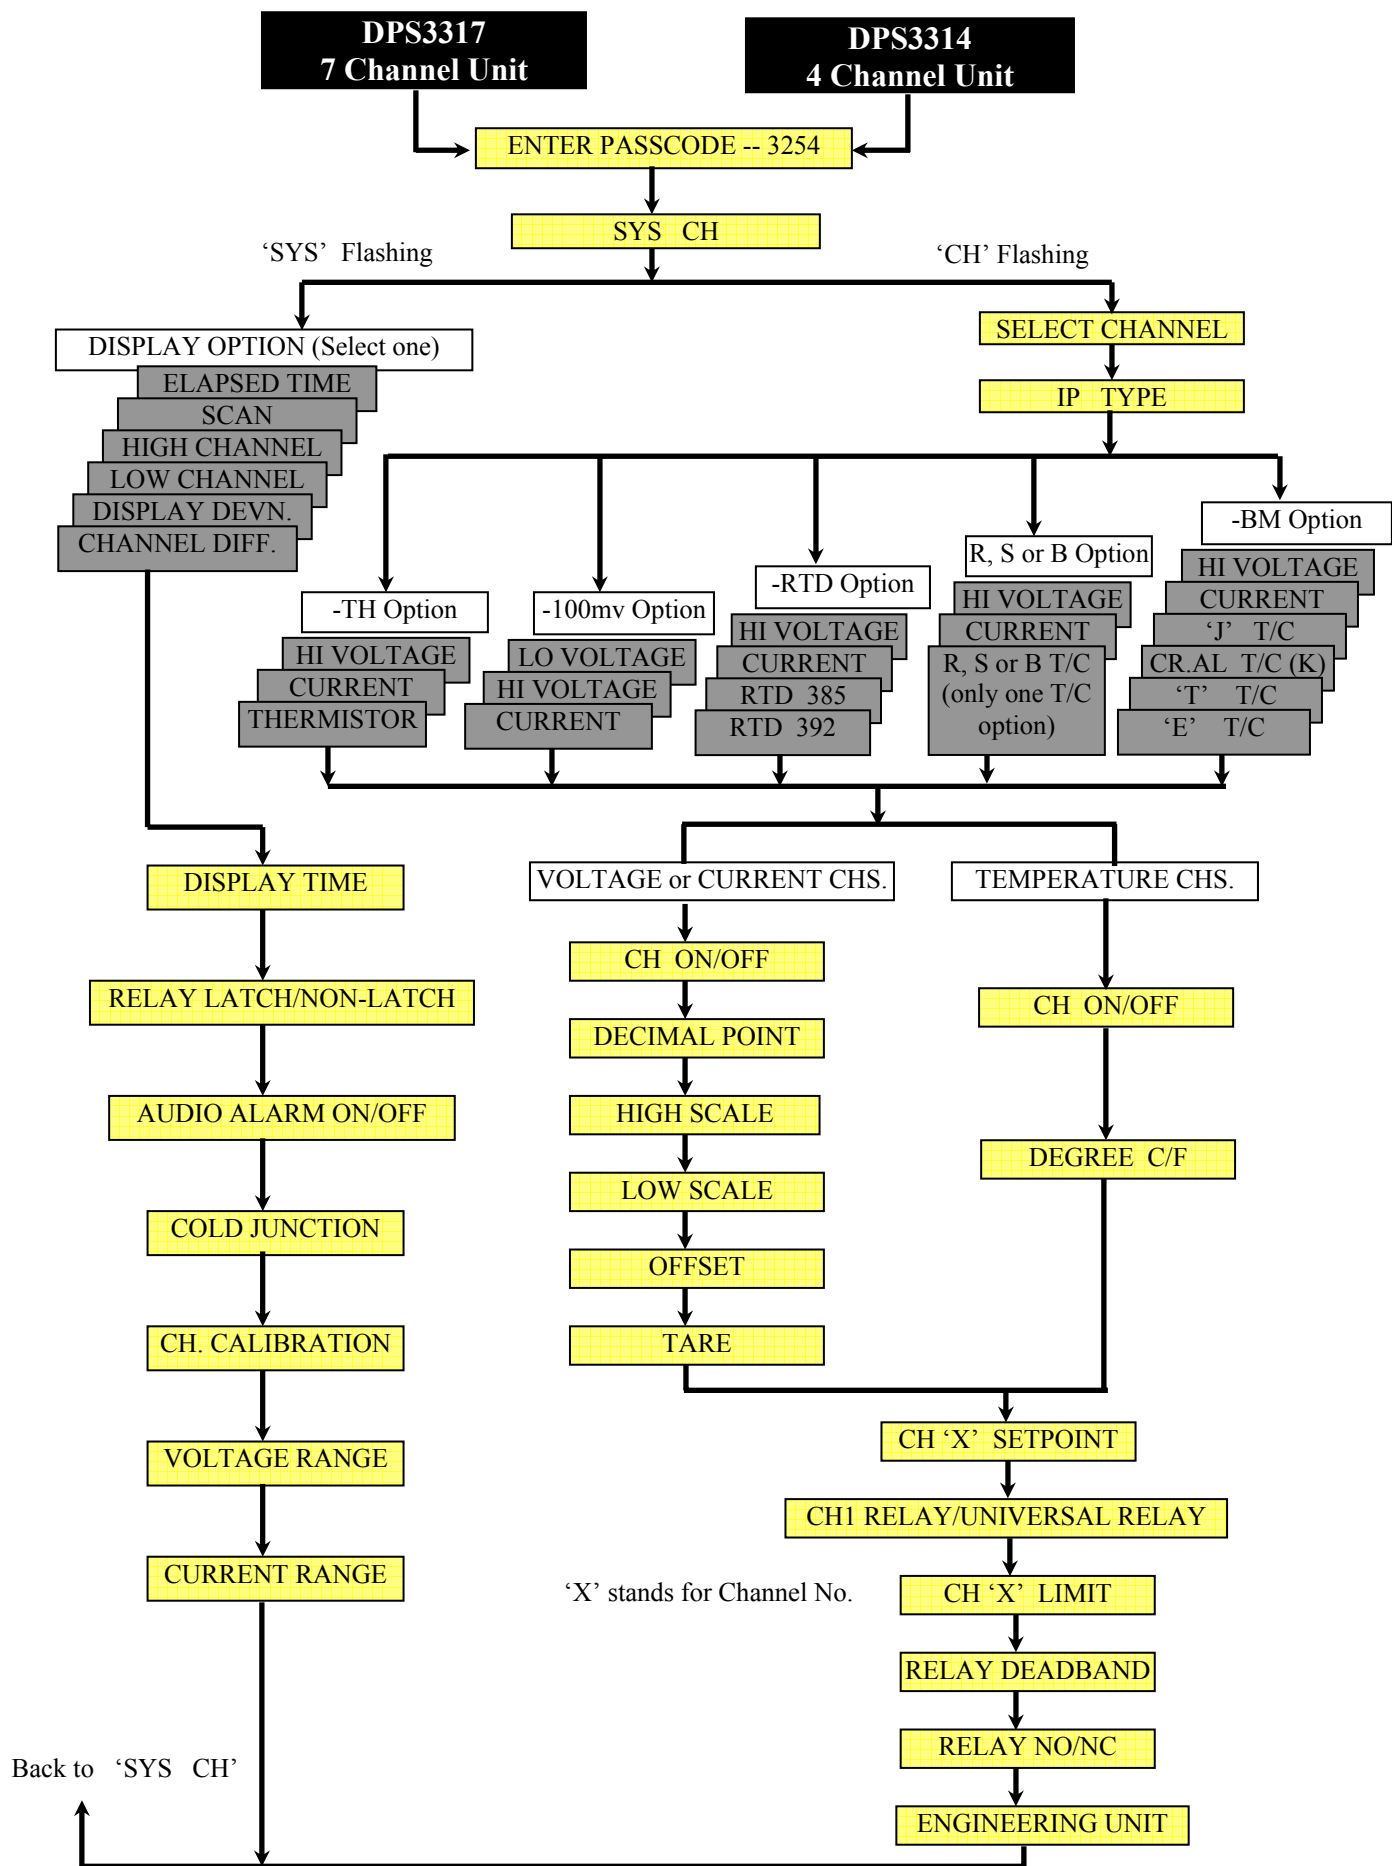 DPS3317
7 Channel Unit
DPS3314
4 Channel Unit
ENTER PASSCODE -- 3254
SYS CH
‘SYS’ Flashing
‘CH’ Flashing
DISPLAY OPTION (Select one)
ELAPSED TIME
SCAN
HIGH CHANNEL
LOW CHANNEL
DISPLAY DEVN.
CHANNEL DIFF.
SELECT CHANNEL
IP TYPE
-TH Option
HI VOLTAGE
CURRENT
THERMISTOR
-100mv Option
LO VOLTAGE
HI VOLTAGE
CURRENT
-RTD Option
HI VOLTAGE
CURRENT
RTD 385
RTD 392
R, S or B Option
HI VOLTAGE
CURRENT
R, S or B T/C
(only one T/C
option)
-BM Option
HI VOLTAGE
CURRENT
‘J’ T/C
CR.AL T/C (K)
‘T’ T/C
‘E’ T/C
DISPLAY TIME
RELAY LATCH/NON-LATCH
AUDIO ALARM ON/OFF
COLD JUNCTION
CH. CALIBRATION
VOLTAGE RANGE
CURRENT RANGE
VOLTAGE or CURRENT CHS.
CH ON/OFF
DECIMAL POINT
HIGH SCALE
LOW SCALE
OFFSET
TARE
TEMPERATURE CHS.
CH ON/OFF
DEGREE C/F
CH ‘X’ SETPOINT
CH1 RELAY/UNIVERSAL RELAY
‘X’ stands for Channel No.
CH ‘X’ LIMIT
RELAY DEADBAND
RELAY NO/NC
ENGINEERING UNIT
Back to ‘SYS CH’